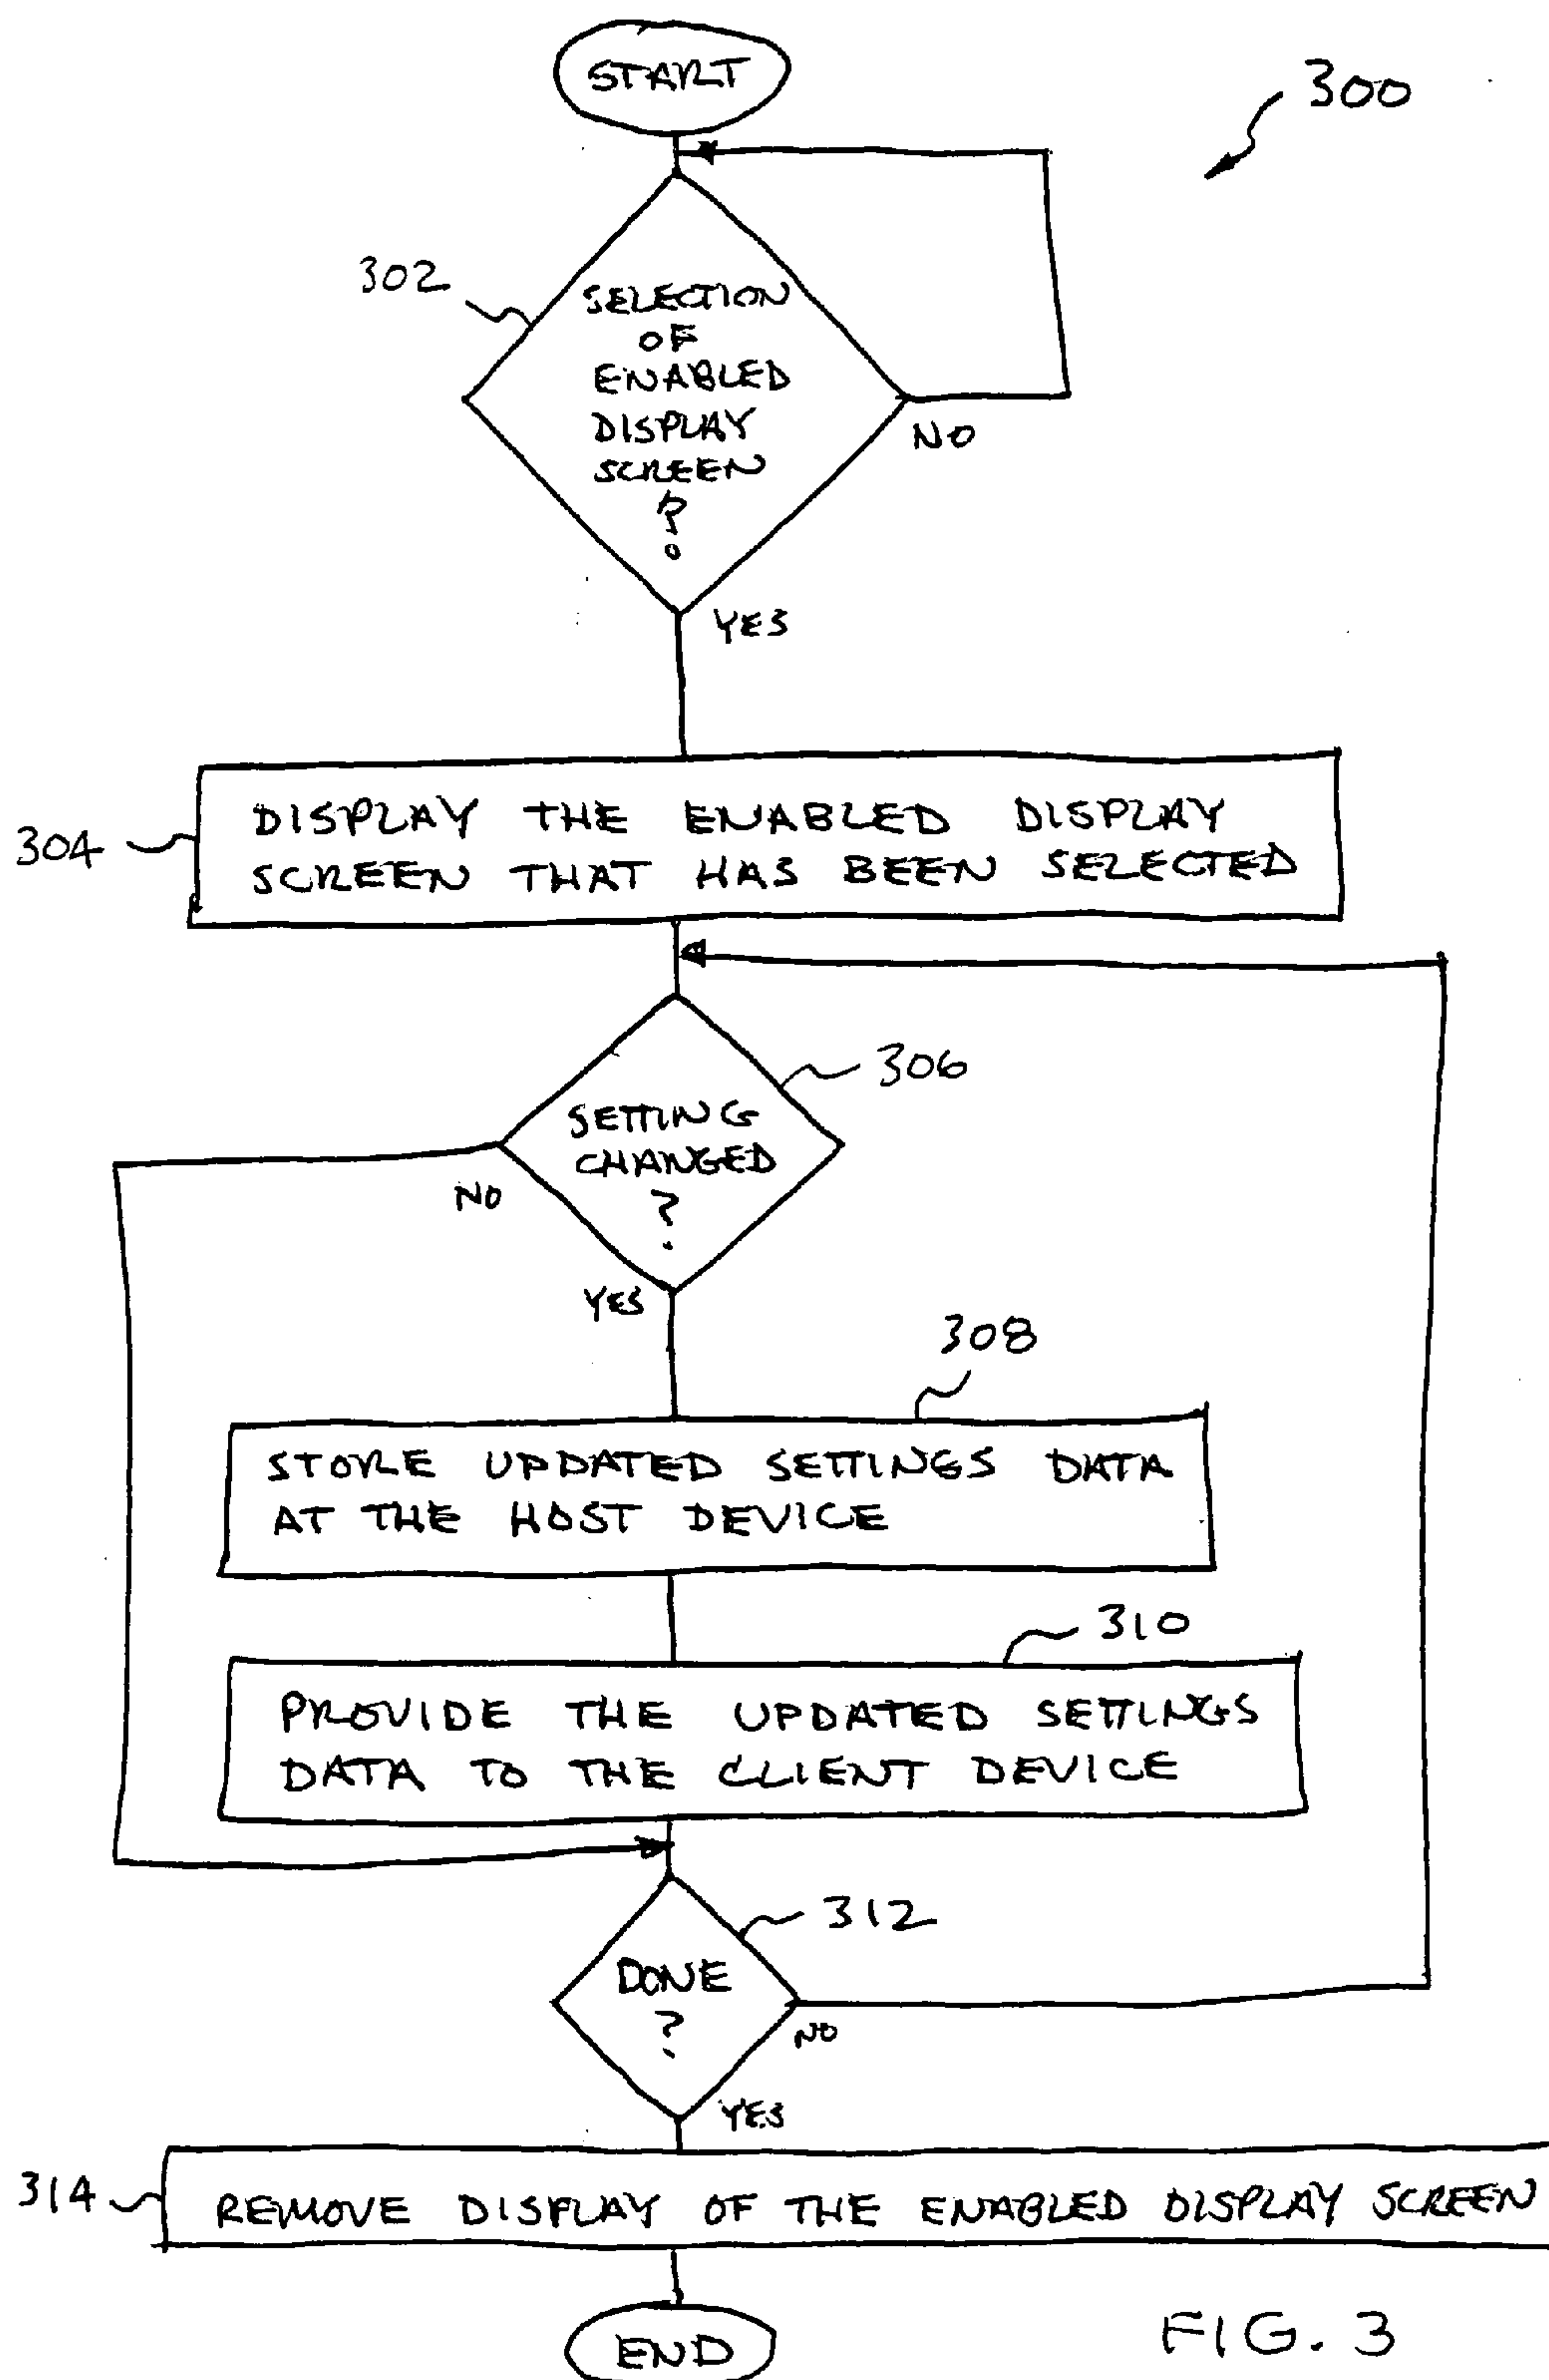 START
300
302
SELECTION
OF
ENABLED
DISPLAY
SCREEN
?
NO
YES
304
DISPLAY THE ENABLED DISPLAY
SCREEN THAT HAS BEEN SELECTED
306
SETTING
CHANGED
?
NO
YES
308
STORE UPDATED SETTINGS DATA
AT THE HOST DEVICE
310
PROVIDE THE UPDATED SETTINGS
DATA TO THE CLIENT DEVICE
312
DONE
?
NO
YES
314
REMOVE DISPLAY OF THE ENABLED DISPLAY SCREEN
END
FIG. 3